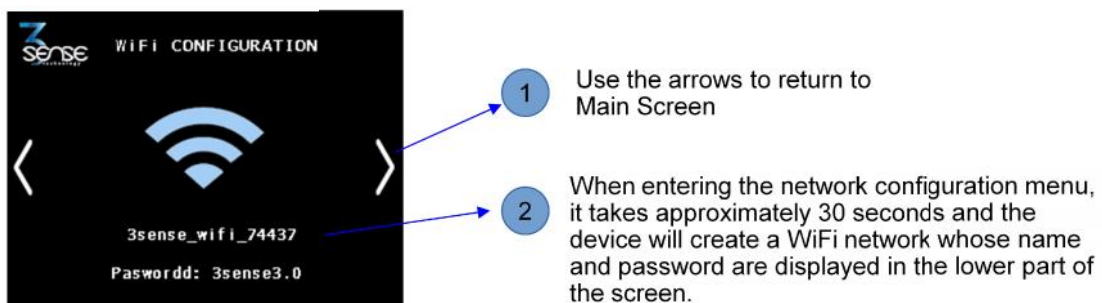 3
sense
technology
WiFi CONFIGURATION
3sense_wifi_74437
Paswordd: 3sense3.0
1
Use the arrows to return to
Main Screen
2
When entering the network configuration menu,
it takes approximately 30 seconds and the
device will create a WiFi network whose name
and password are displayed in the lower part of
the screen.